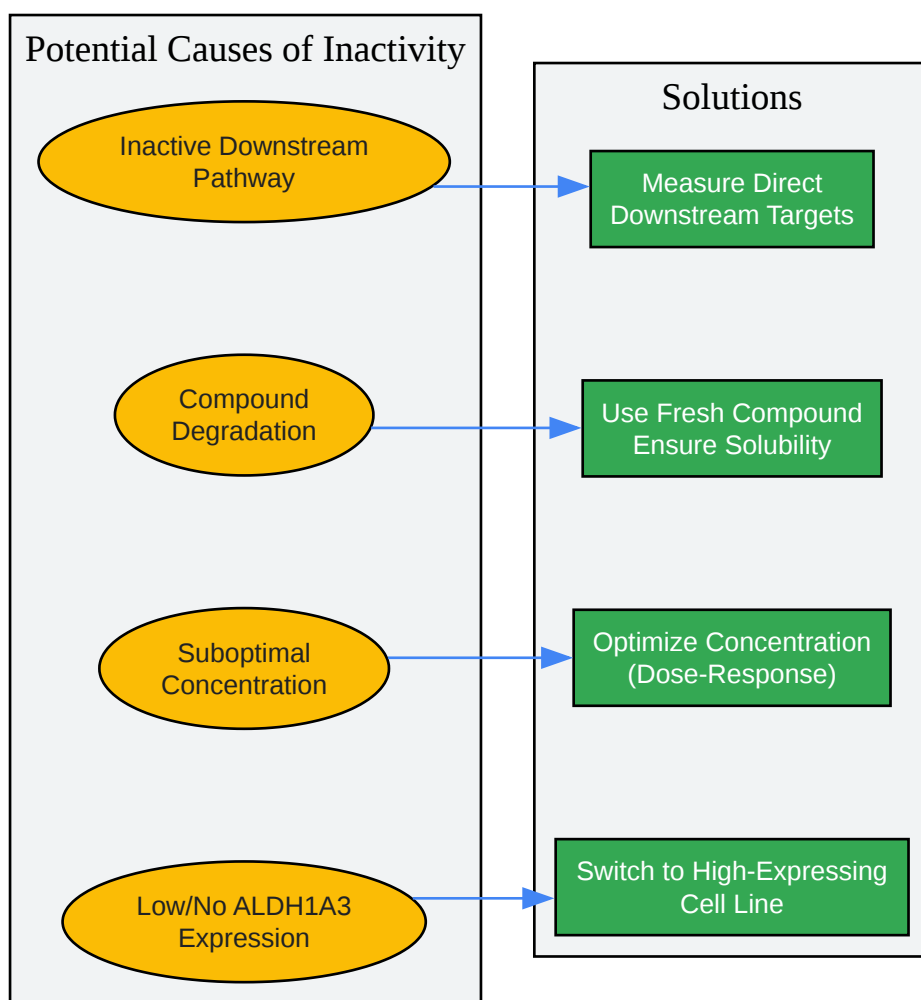 Potential Causes of Inactivity
Inactive Downstream
Pathway
Compound
Degradation
Suboptimal
Concentration
Low/No ALDH1A3
Expression
Solutions
Measure Direct
Downstream Targets
Use Fresh Compound
Ensure Solubility
Optimize Concentration
(Dose-Response)
Switch to High-Expressing
Cell Line